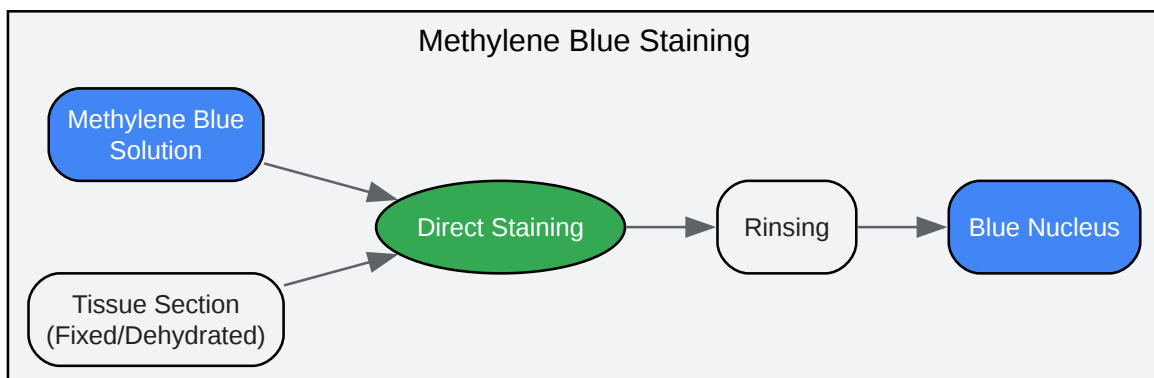 Methylene Blue Staining
Methylene Blue
Solution
Tissue Section
(Fixed/Dehydrated)
Direct Staining
Rinsing
Blue Nucleus